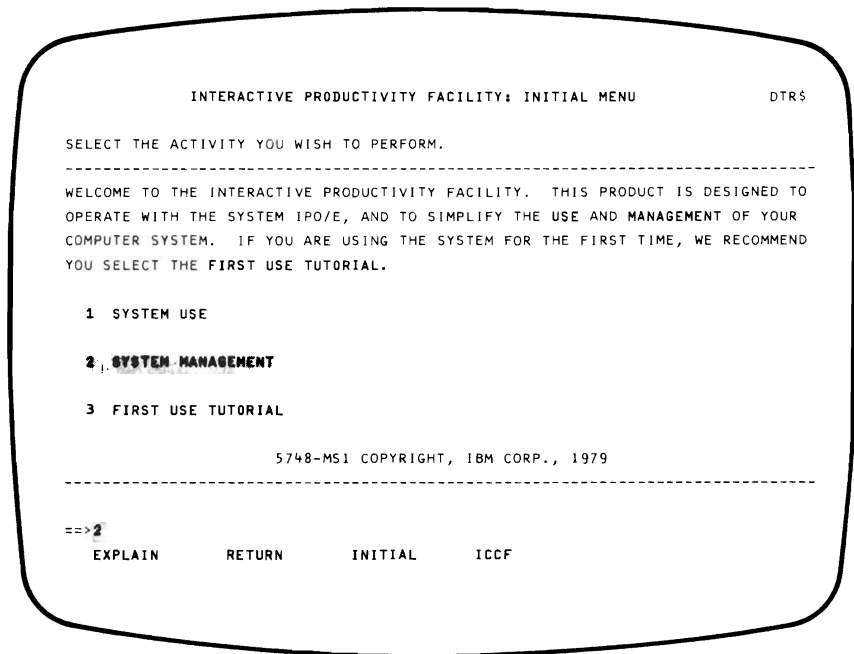 INTERACTIVE PRODUCTIVITY FACILITY: INITIAL MENU DTR$
SELECT THE ACTIVITY YOU WISH TO PERFORM.
WELCOME TO THE INTERACTIVE PRODUCTIVITY FACILITY. THIS PRODUCT IS DESIGNED TO
OPERATE WITH THE SYSTEM IPO/E, AND TO SIMPLIFY THE USE AND MANAGEMENT OF YOUR
COMPUTER SYSTEM. IF YOU ARE USING THE SYSTEM FOR THE FIRST TIME, WE RECOMMEND
YOU SELECT THE FIRST USE TUTORIAL.
1 SYSTEM USE
2 SYSTEM MANAGEMENT
3 FIRST USE TUTORIAL
5748-MS1 COPYRIGHT, IBM CORP., 1979
==>2
EXPLAIN RETURN INITIAL ICCF